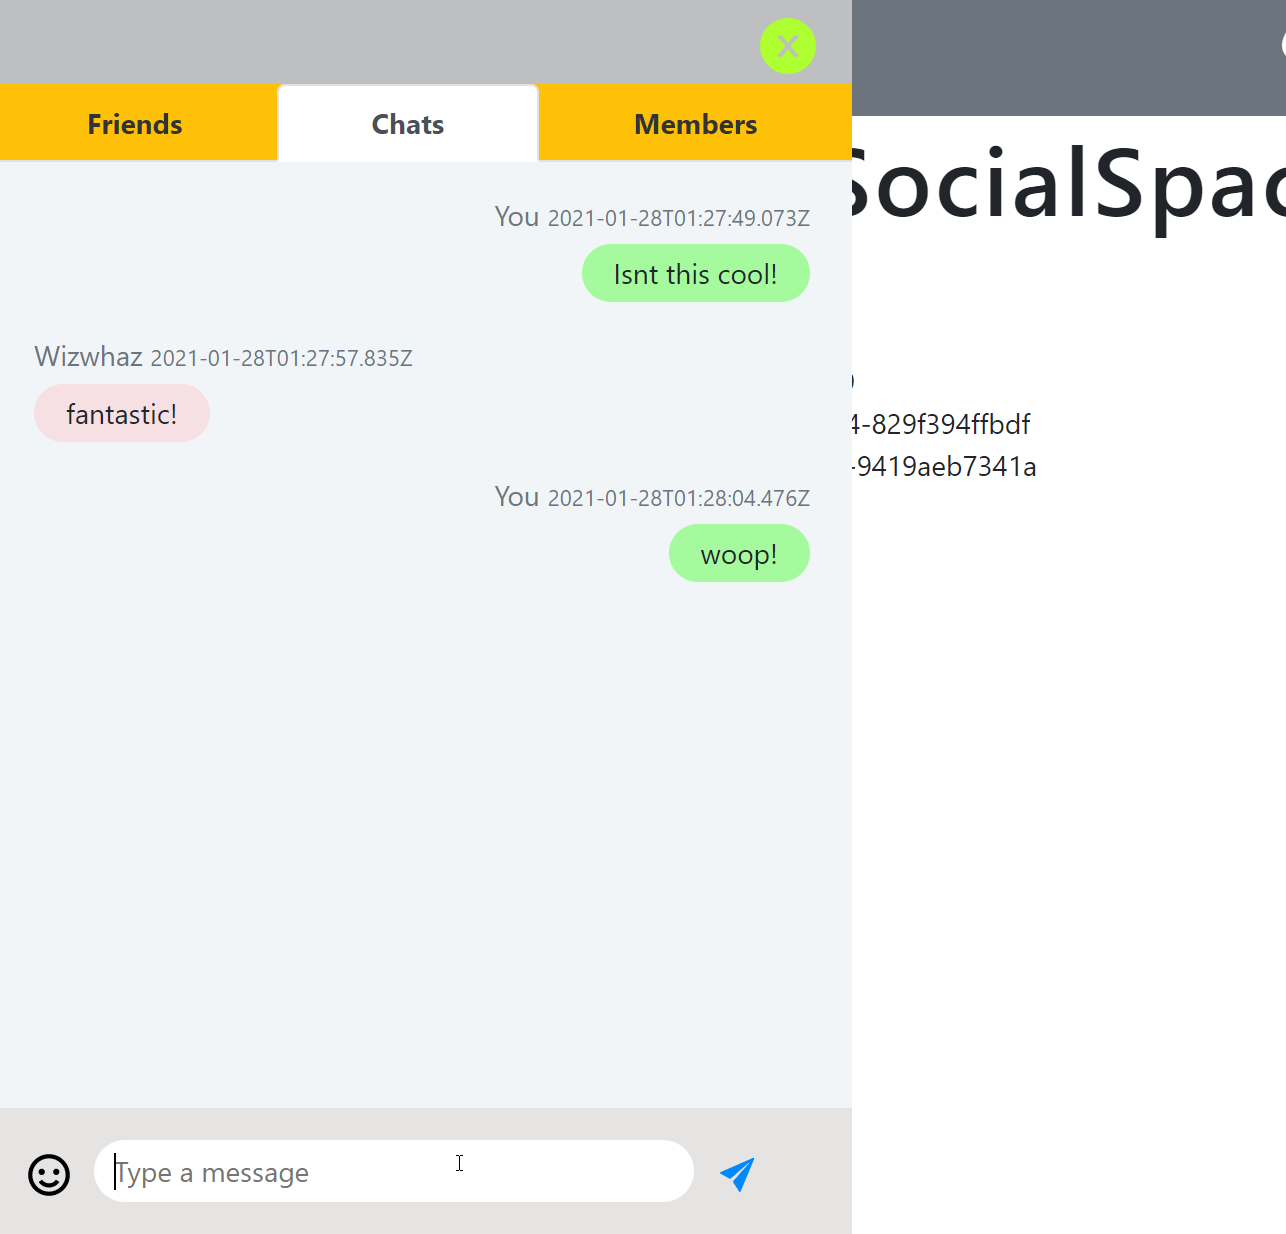 Friends Chats Members
You 2021-01-28T01:27:49.073Z
Isnt this cool!
Wizwhaz 2021-01-28T01:27:57.835Z
fantastic!
You 2021-01-28T01:28:04.476Z
woop!
Type a message
SocialSpac
4-829f394ffbdf
-9419aeb7341a